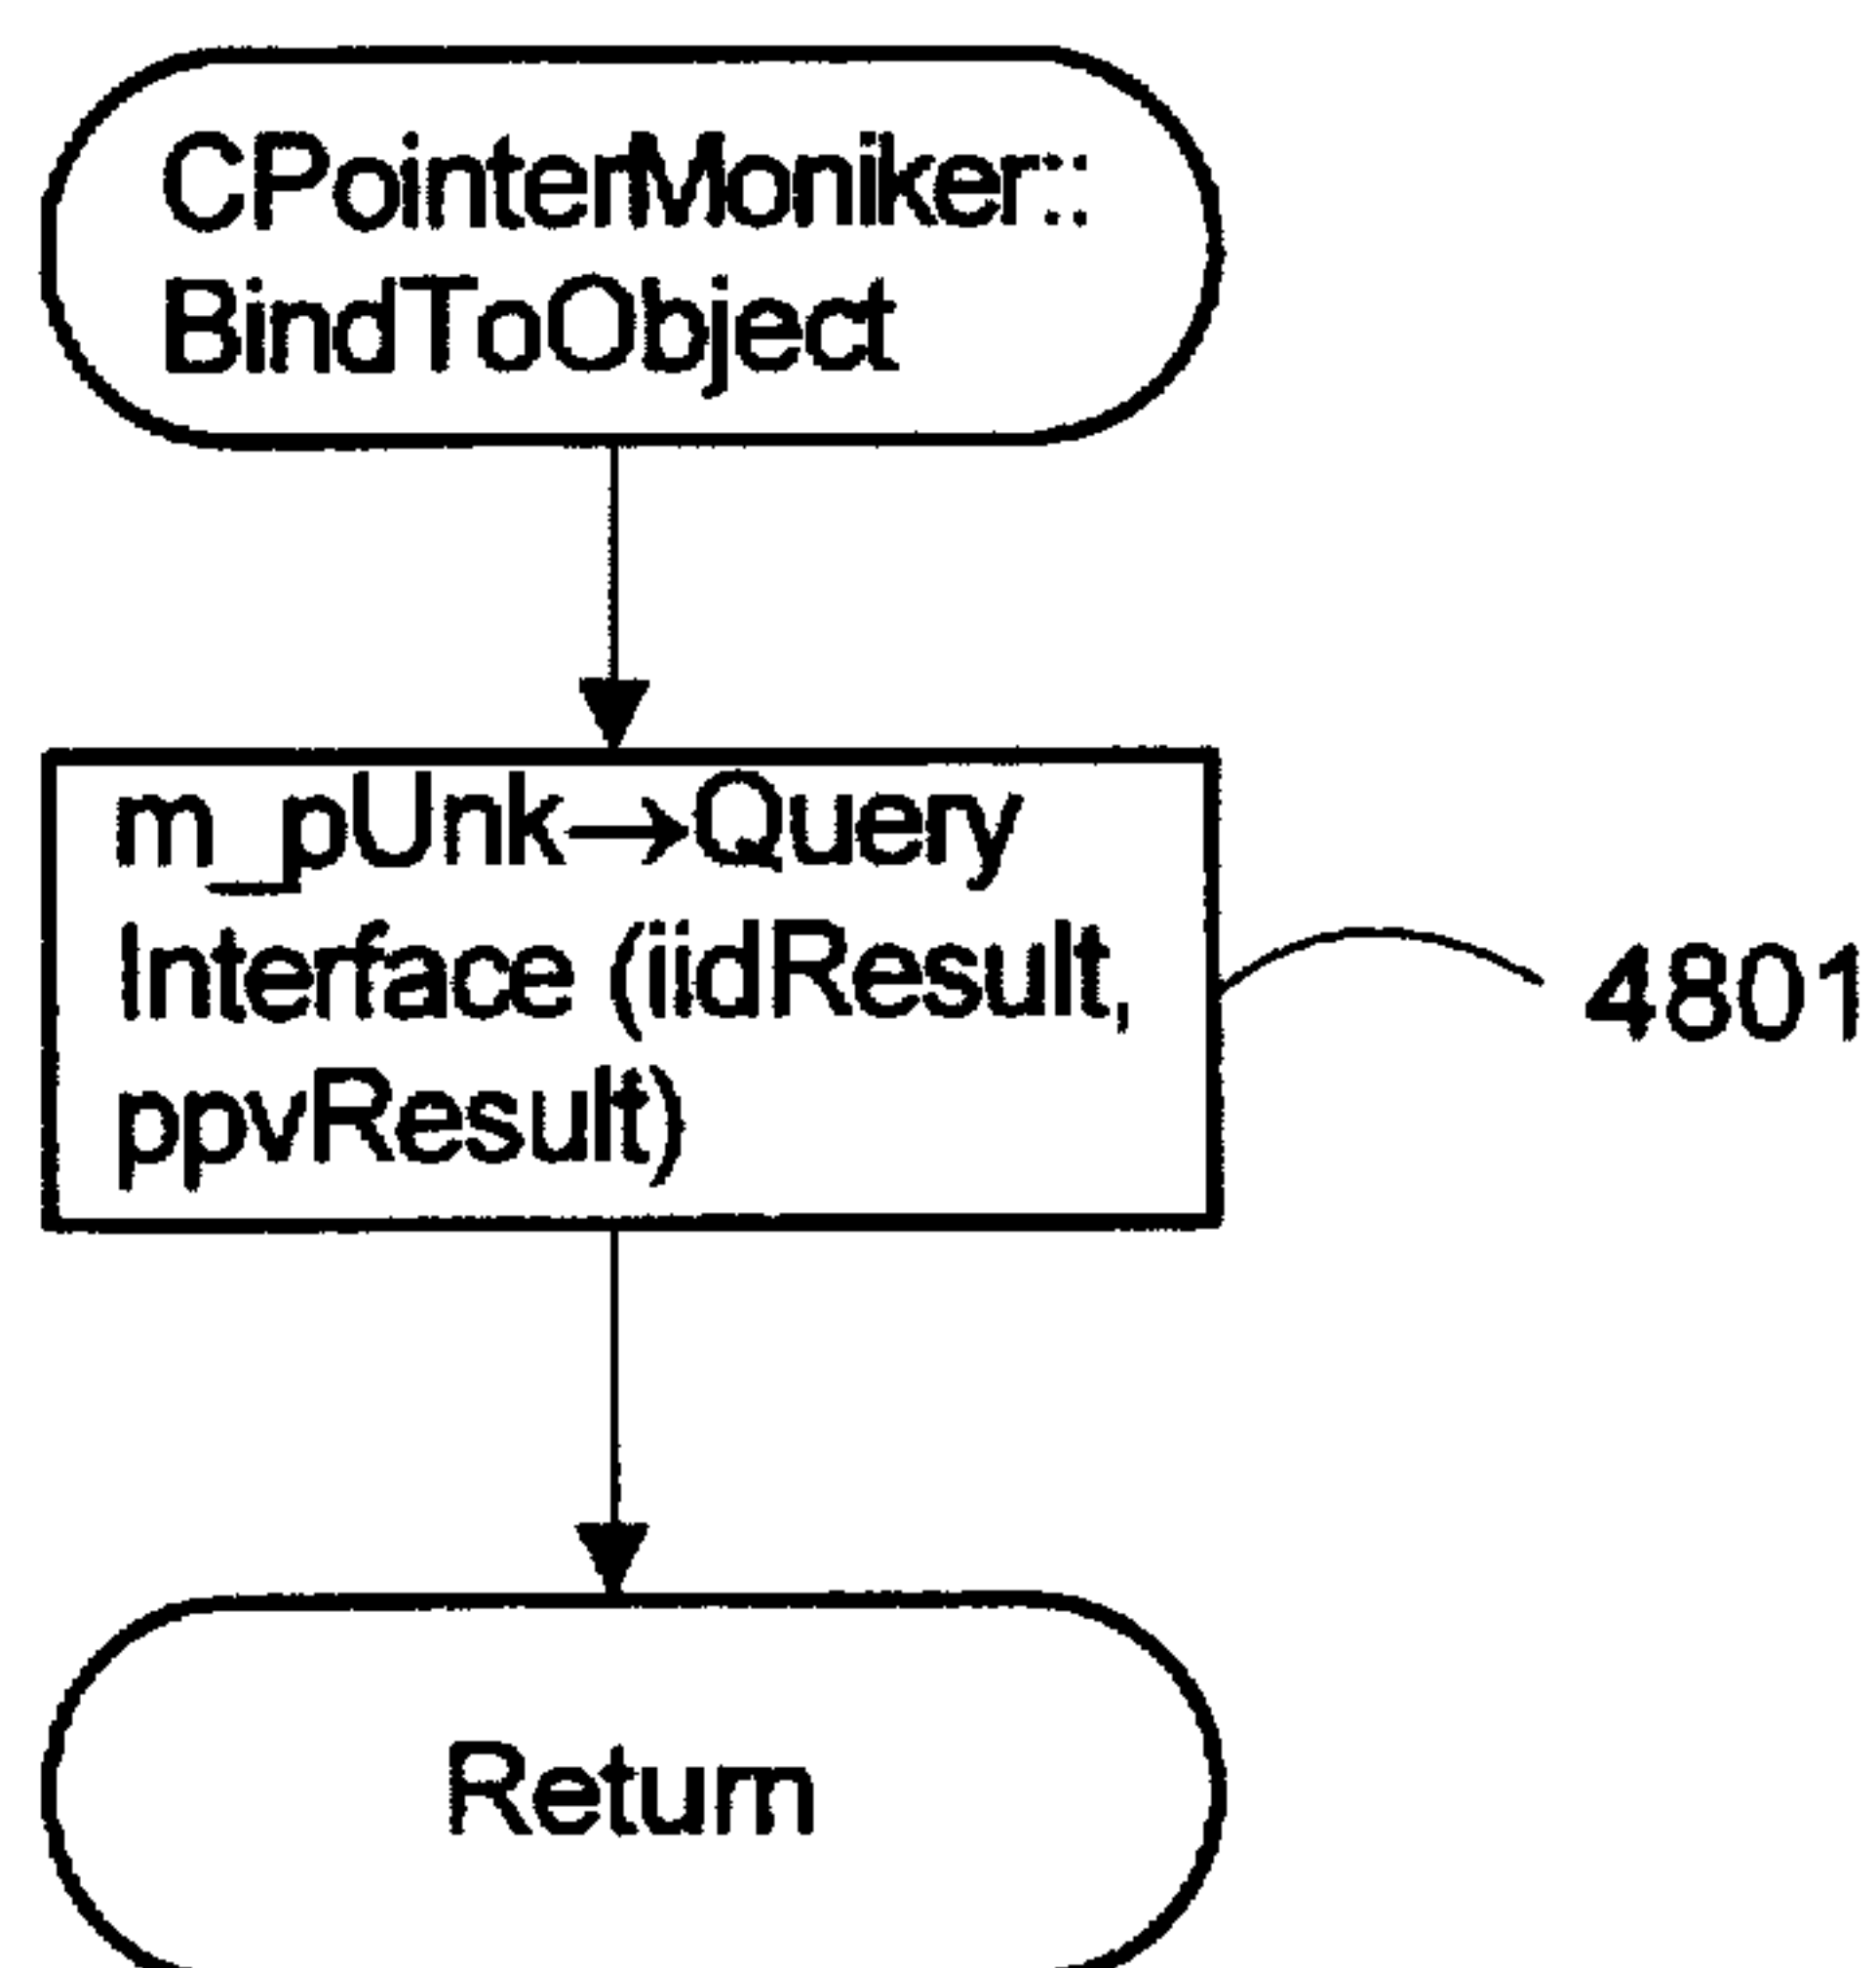 CPointerMoniker::
BindToObject
m_pUnk→Query
Interface (iidResult,
ppvResult)
4801
Return